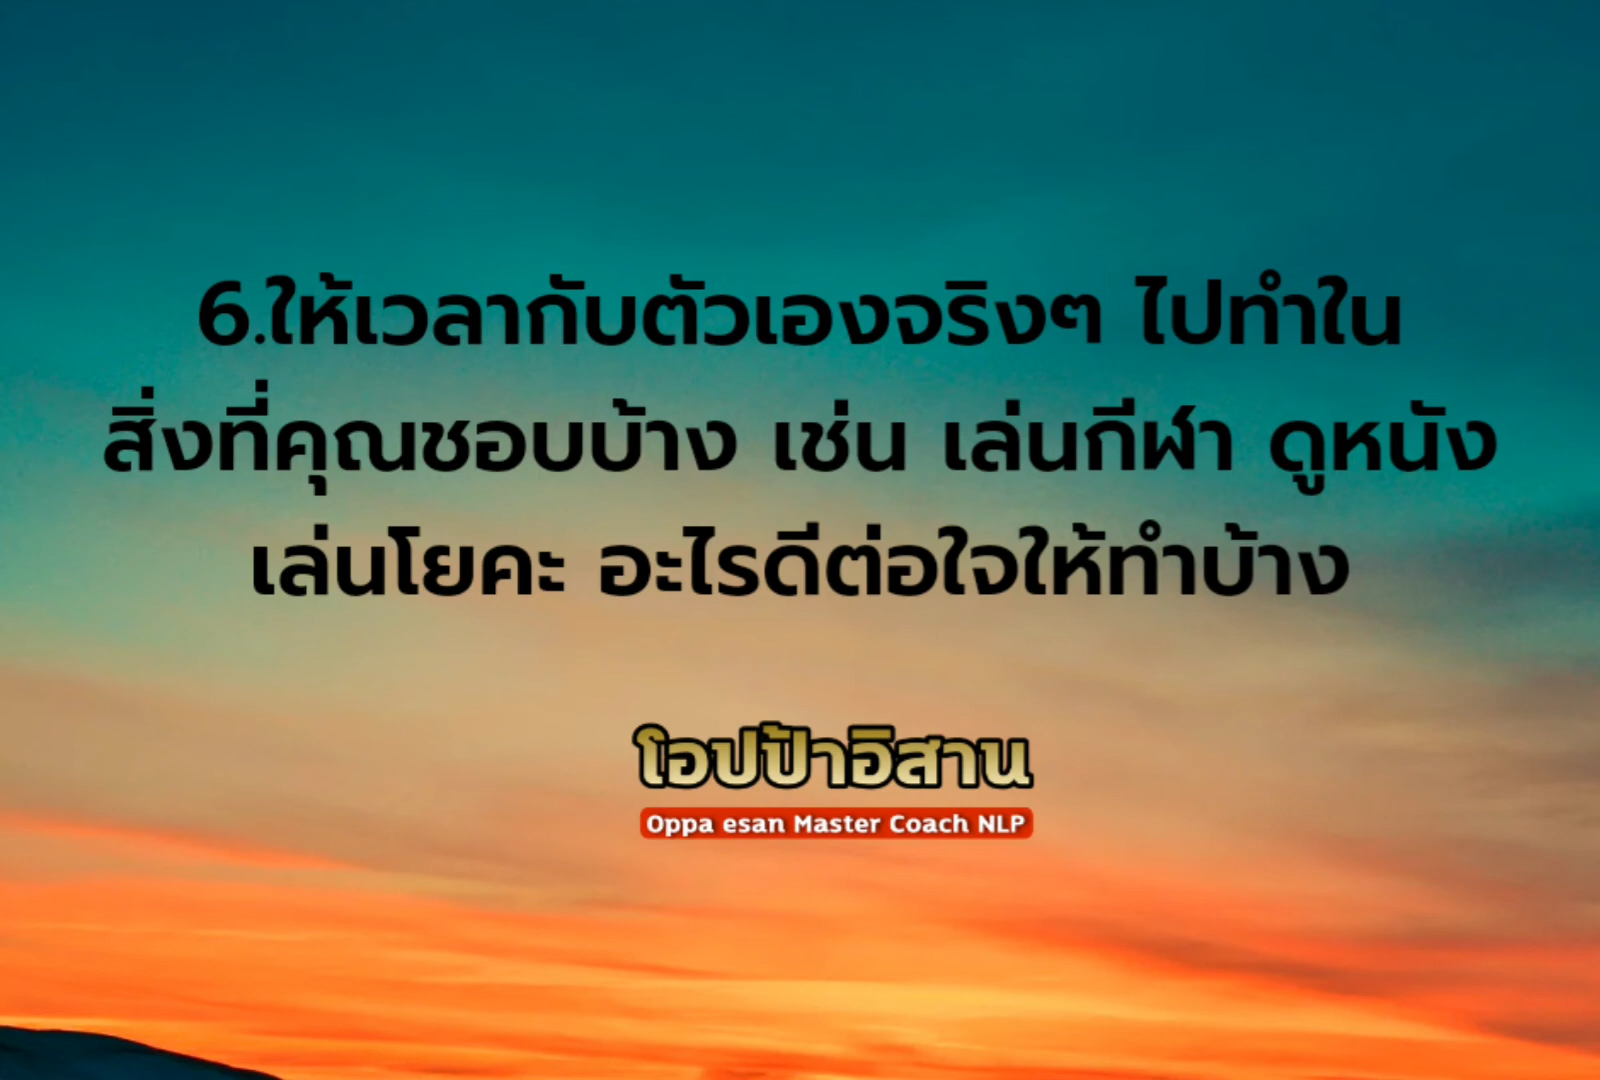 6.ให้เวลากับตัวเองจริงๆ ไปทำใน
สิ่งที่คุณชอบบ้าง เช่น เล่นกีฬา ดูหนัง
เล่นโยคะ อะไรดีต่อใจให้ทำบ้าง
โอปป้าอิสาน
Oppa esan Master Coach NLP